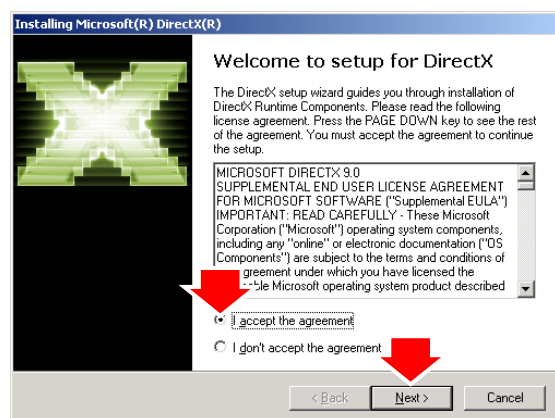 Installing Microsoft(R) DirectX(R)
Welcome to setup for DirectX
The DirectX setup wizard guides you through installation of
DirectX Runtime Components. Please read the following
license agreement. Press the PAGE DOWN key to see the rest
of the agreement. You must accept the agreement to continue
the setup.
MICROSOFT DIRECTX 9.0
SUPPLEMENTAL END USER LICENSE AGREEMENT
FOR MICROSOFT SOFTWARE ("Supplemental EULA")
IMPORTANT: READ CAREFULLY - These Microsoft
Corporation ("Microsoft") operating system components,
including any "online" or electronic documentation ("OS
Components") are subject to the terms and conditions of
greement under which you have licensed the
ble Microsoft operating system product described
I accept the agreement
I don't accept the agreement
< Back Next > Cancel